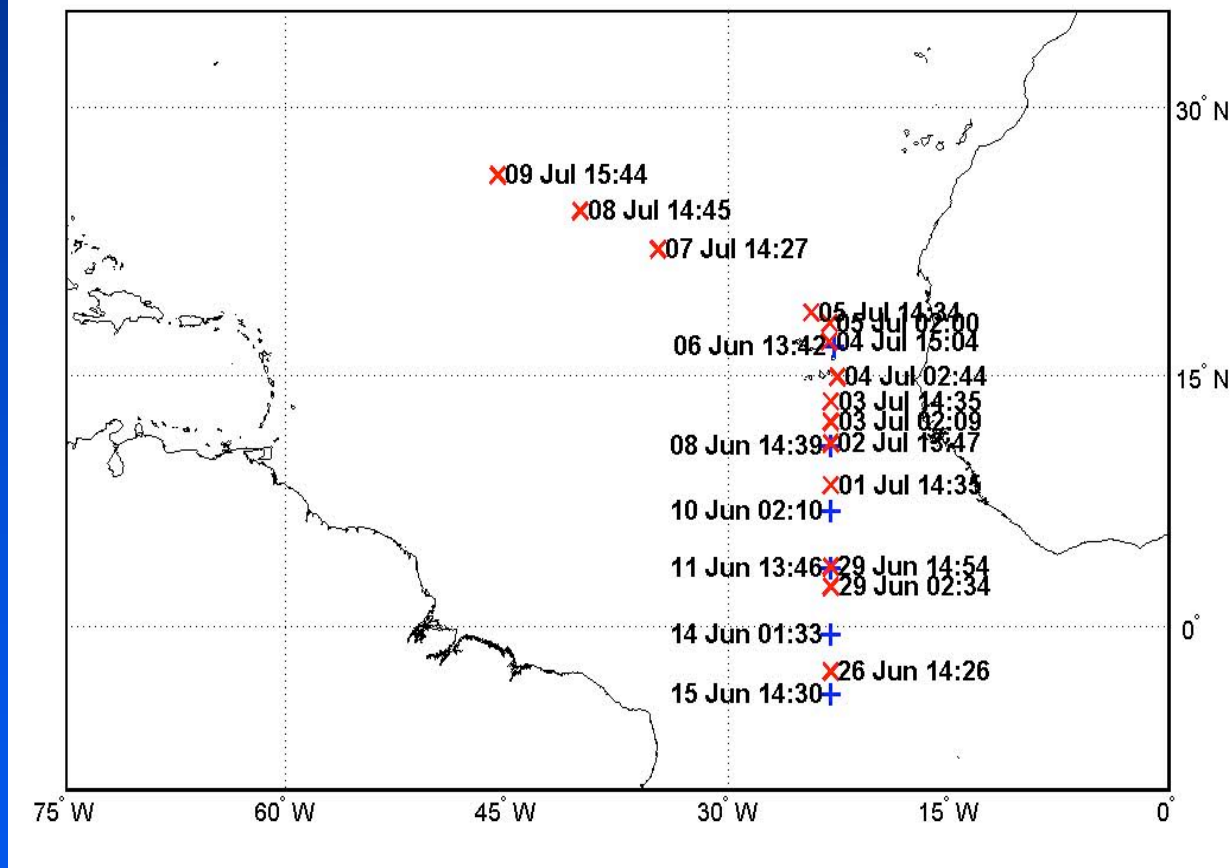 30° N
09 Jul 15:44
08 Jul 14:45
07 Jul 14:27
05 Jul 14:34
05 Jul 02:00
06 Jun 13:42
04 Jul 15:04
04 Jul 02:44
15° N
03 Jul 14:35
03 Jul 02:09
08 Jun 14:39
02 Jul 13:47
01 Jul 14:35
10 Jun 02:10
11 Jun 13:46
29 Jun 14:54
29 Jun 02:34
0°
14 Jun 01:33
26 Jun 14:26
15 Jun 14:30
75° W 60° W 45° W 30° W 15° W 0°